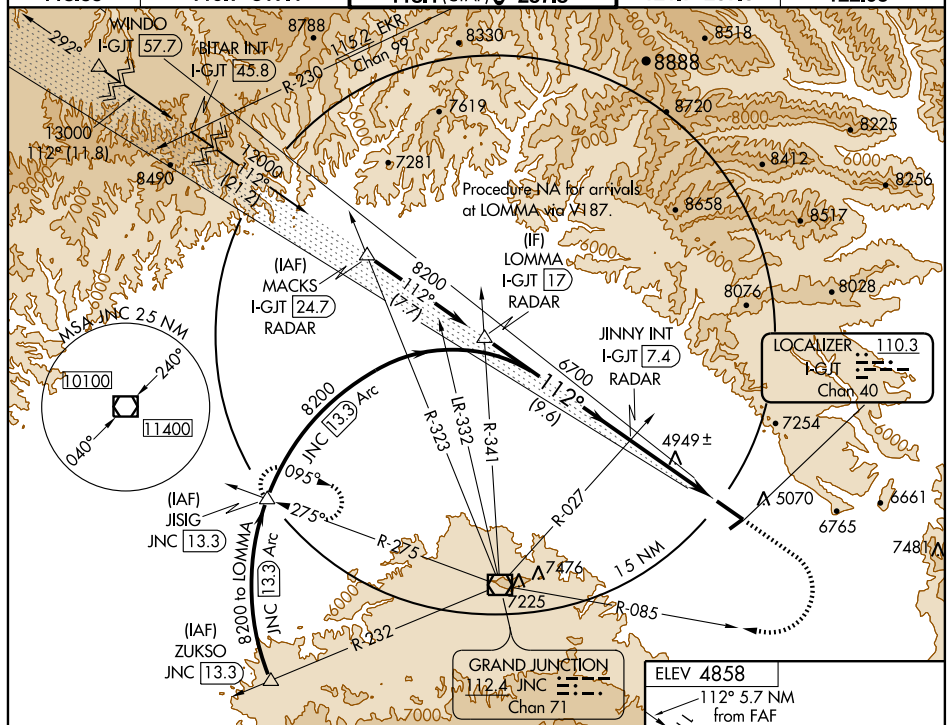 WINDO
I-GJT 57.7
292°
BITAR INT
I-GJT 45.8
8788
115.2 EKR
Chan 99
R-230
8330
8518
8888
13000
112° (11.8)
8490
12000
112°
(21.2)
7619
7281
8720
8000
8225
8412
8256
8658
8517
Procedure NA for arrivals
at LOMMA via V187.
(IAF)
MACKS
I-GJT 24.7
RADAR
8200
112°
(7.7)
(IF)
LOMMA
I-GJT 17
RADAR
7000
6000
8076
8028
JINNY INT
I-GJT 7.4
RADAR
LOCALIZER 110.3
I-GJT
Chan 40
MSA JNC 25 NM
10100
240°
11400
040°
8200
JNC 13.3 Arc
R-323
LR-332
R-341
6700
112°
(9.6)
R-027
4949±
7254
5070
6661
6765
7481
095°
275°
(IAF)
JISIG
JNC 13.3
R-275
7476
7225
15 NM
R-085
8200 to LOMMA
JNC 13.3 Arc
6000
(IAF)
ZUKSO
JNC 13.3
R-232
GRAND JUNCTION
112.4 JNC
Chan 71
7000
ELEV 4858
112° 5.7 NM
from FAF